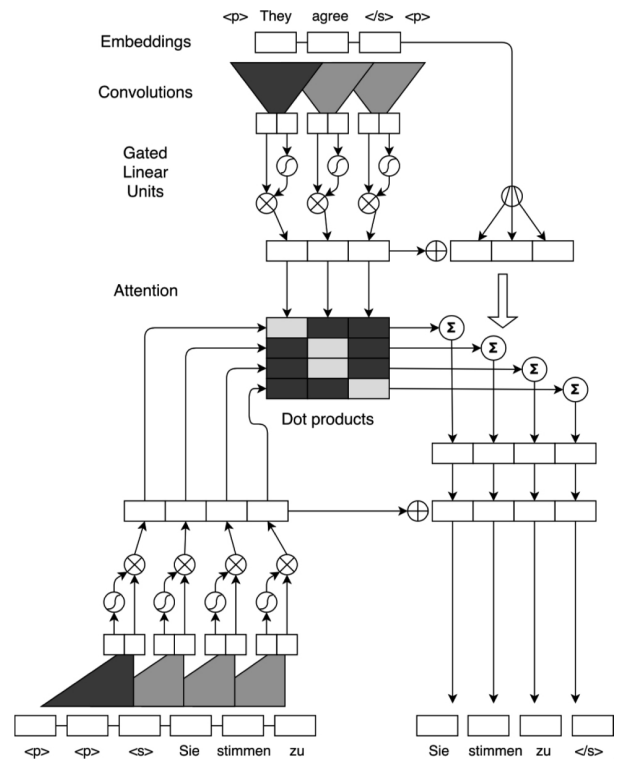 <p> They agree </s> <p>
Embeddings
Convolutions
Gated
Linear
Units
Attention
Σ
Σ
Σ
Σ
Dot products
<p> <p> <s> Sie stimmen zu
Sie stimmen zu </s>